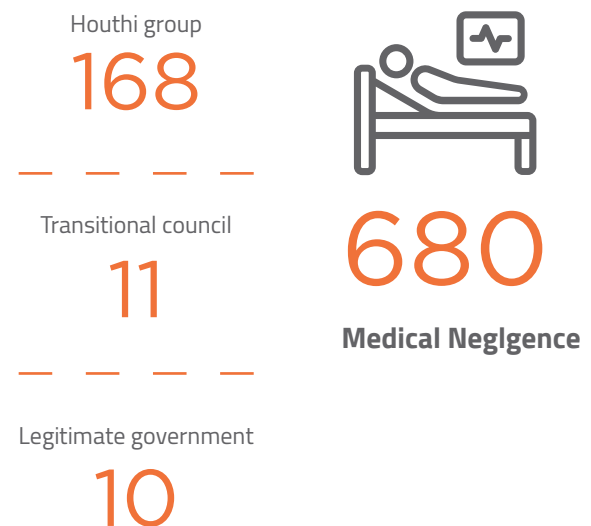 Houthi group
168
Transitional council
11
Legitimate government
10
680
Medical Neglgence